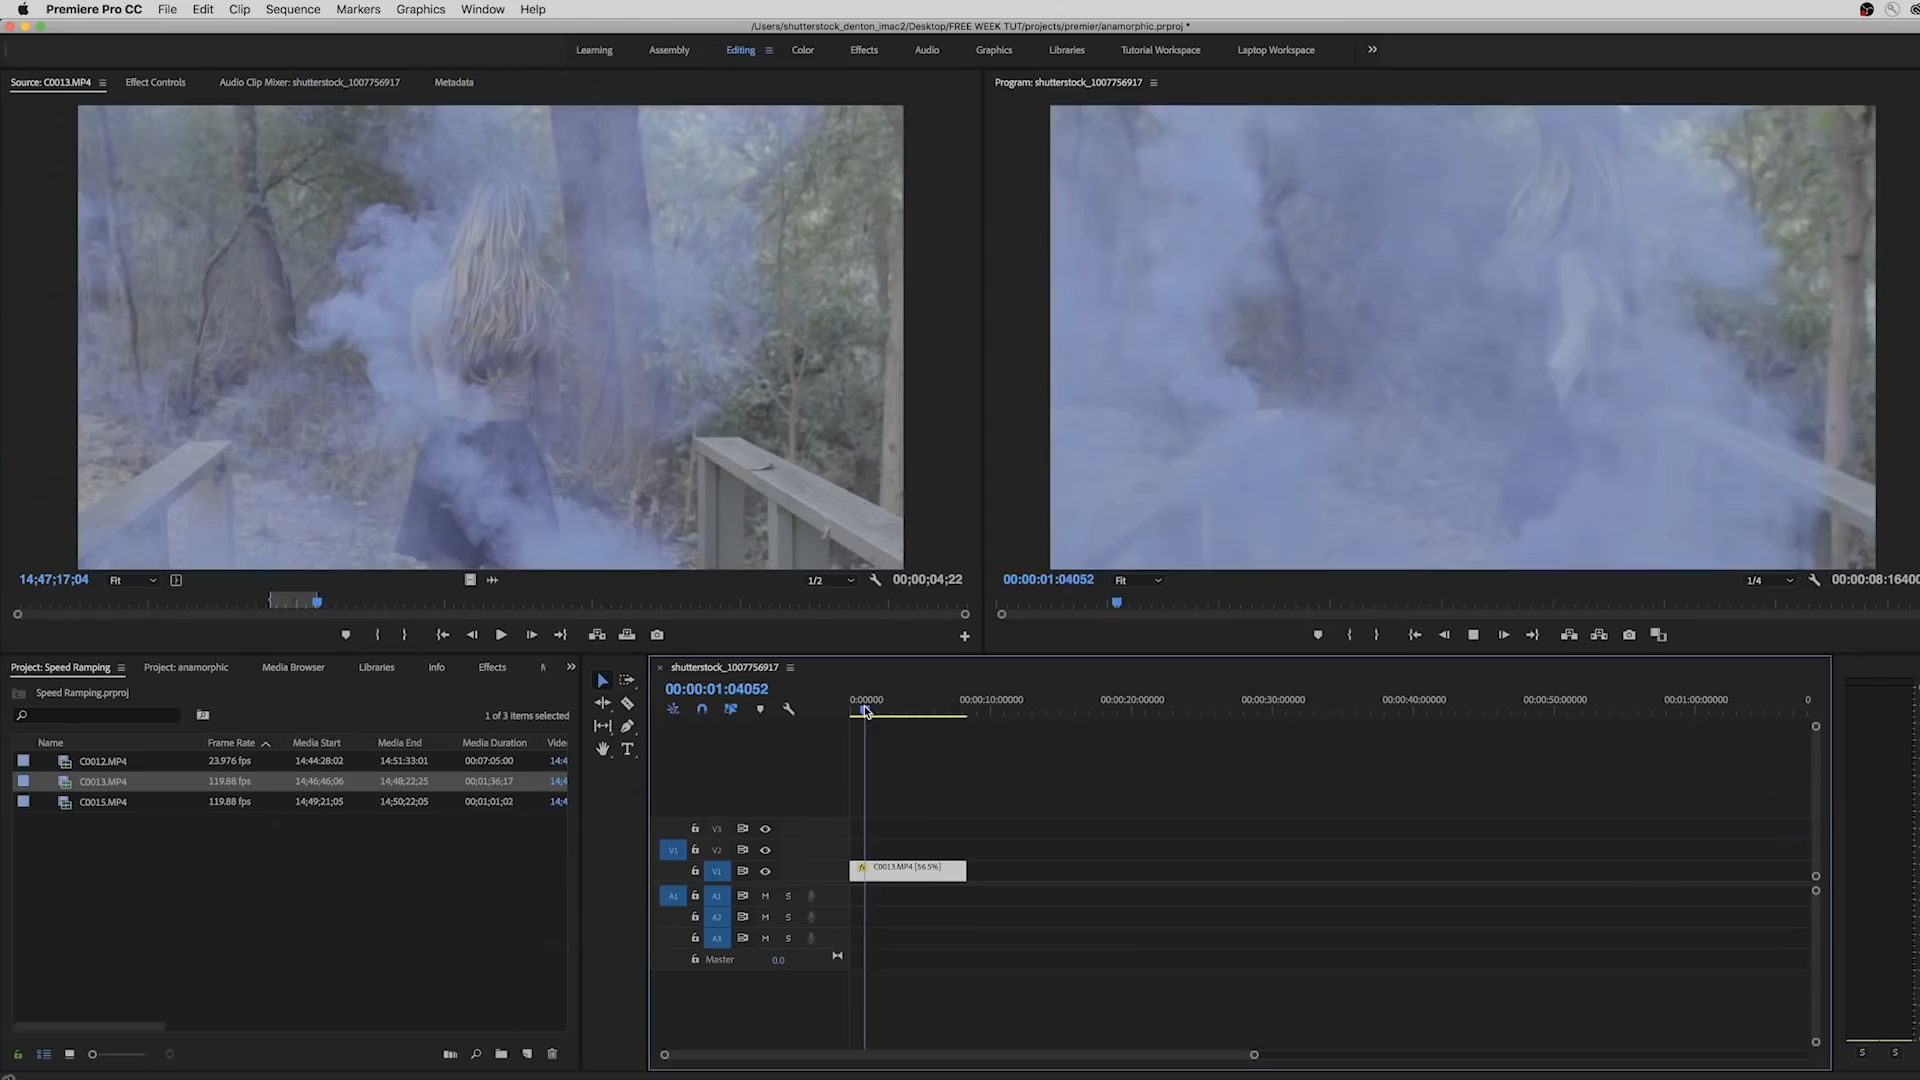 Premiere Pro CC File Edit Clip Sequence Markers Graphics Window Help
/Users/shutterstock_denton_imac2/Desktop/FREE WEEK TUT/projects/premier/anamorphic.prproj *
Learning Assembly Editing Color Effects Audio Graphics Libraries Tutorial Workspace Laptop Workspace
Source: C0013.MP4 Effect Controls Audio Clip Mixer: shutterstock_1007756917 Metadata
Program: shutterstock_1007756917
14;47;17;04 Fit 1/2 00;00;04;22
00:00:01:04052 Fit 1/4 00:00:08:16400
Project: Speed Ramping Project: anamorphic Media Browser Libraries Info Effects
Speed Ramping.prproj
1 of 3 items selected
Name Frame Rate Media Start Media End Media Duration Video
C0012.MP4 23.976 fps 14:44:28:02 14:51:33:01 00:07:05:00 14:4
C0013.MP4 119.88 fps 14;46;46;06 14;48;22;25 00;01;36;17 14;4
C0015.MP4 119.88 fps 14;49;21;05 14;50;22;05 00;01;01;02 14;4
shutterstock_1007756917
00:00:01:04052
0:00000 00:00:10:00000 00:00:20:00000 00:00:30:00000 00:00:40:00000 00:00:50:00000 00:01:00:00000 0
V3
V1 V2
V1
C0013.MP4 [56.5%]
A1 A1 M S
A2 M S
A3 M S
Master 0.0
S S